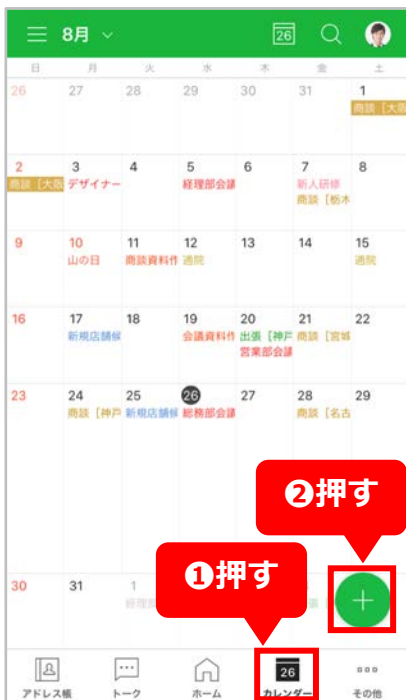 8月 26
日 月 火 水 木 金 土
26 27 28 29 30 31 1
商談［大阪
2 3 4 5 6 7 8
商談［大阪 デザイナー 経理部会議 新人研修
商談［栃木
9 10 11 12 13 14 15
山の日 商談資料作 通院 通院
16 17 18 19 20 21 22
新規店舗候 会議資料作 出張［神戸 商談［宮城
営業部会議
23 24 25 26 27 28 29
商談［神戸 新規店舗候 総務部会議 商談［名古
❷押す
❶押す
30 31 1
26
アドレス帳 トーク ホーム カレンダー その他